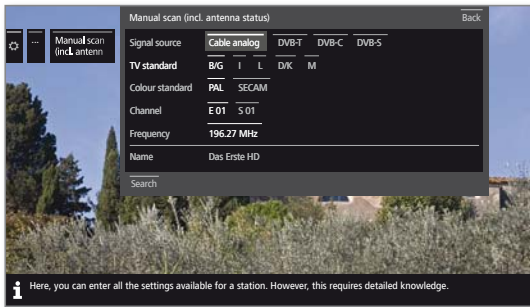 Manual scan (incl. antenna status) Back
... Manual scan
(incl. antenn
Signal source Cable analog DVB-T DVB-C DVB-S
TV standard B/G I L D/K M
Colour standard PAL SECAM
Channel E 01 S 01
Frequency 196.27 MHz
Name Das Erste HD
Search
i Here, you can enter all the settings available for a station. However, this requires detailed knowledge.